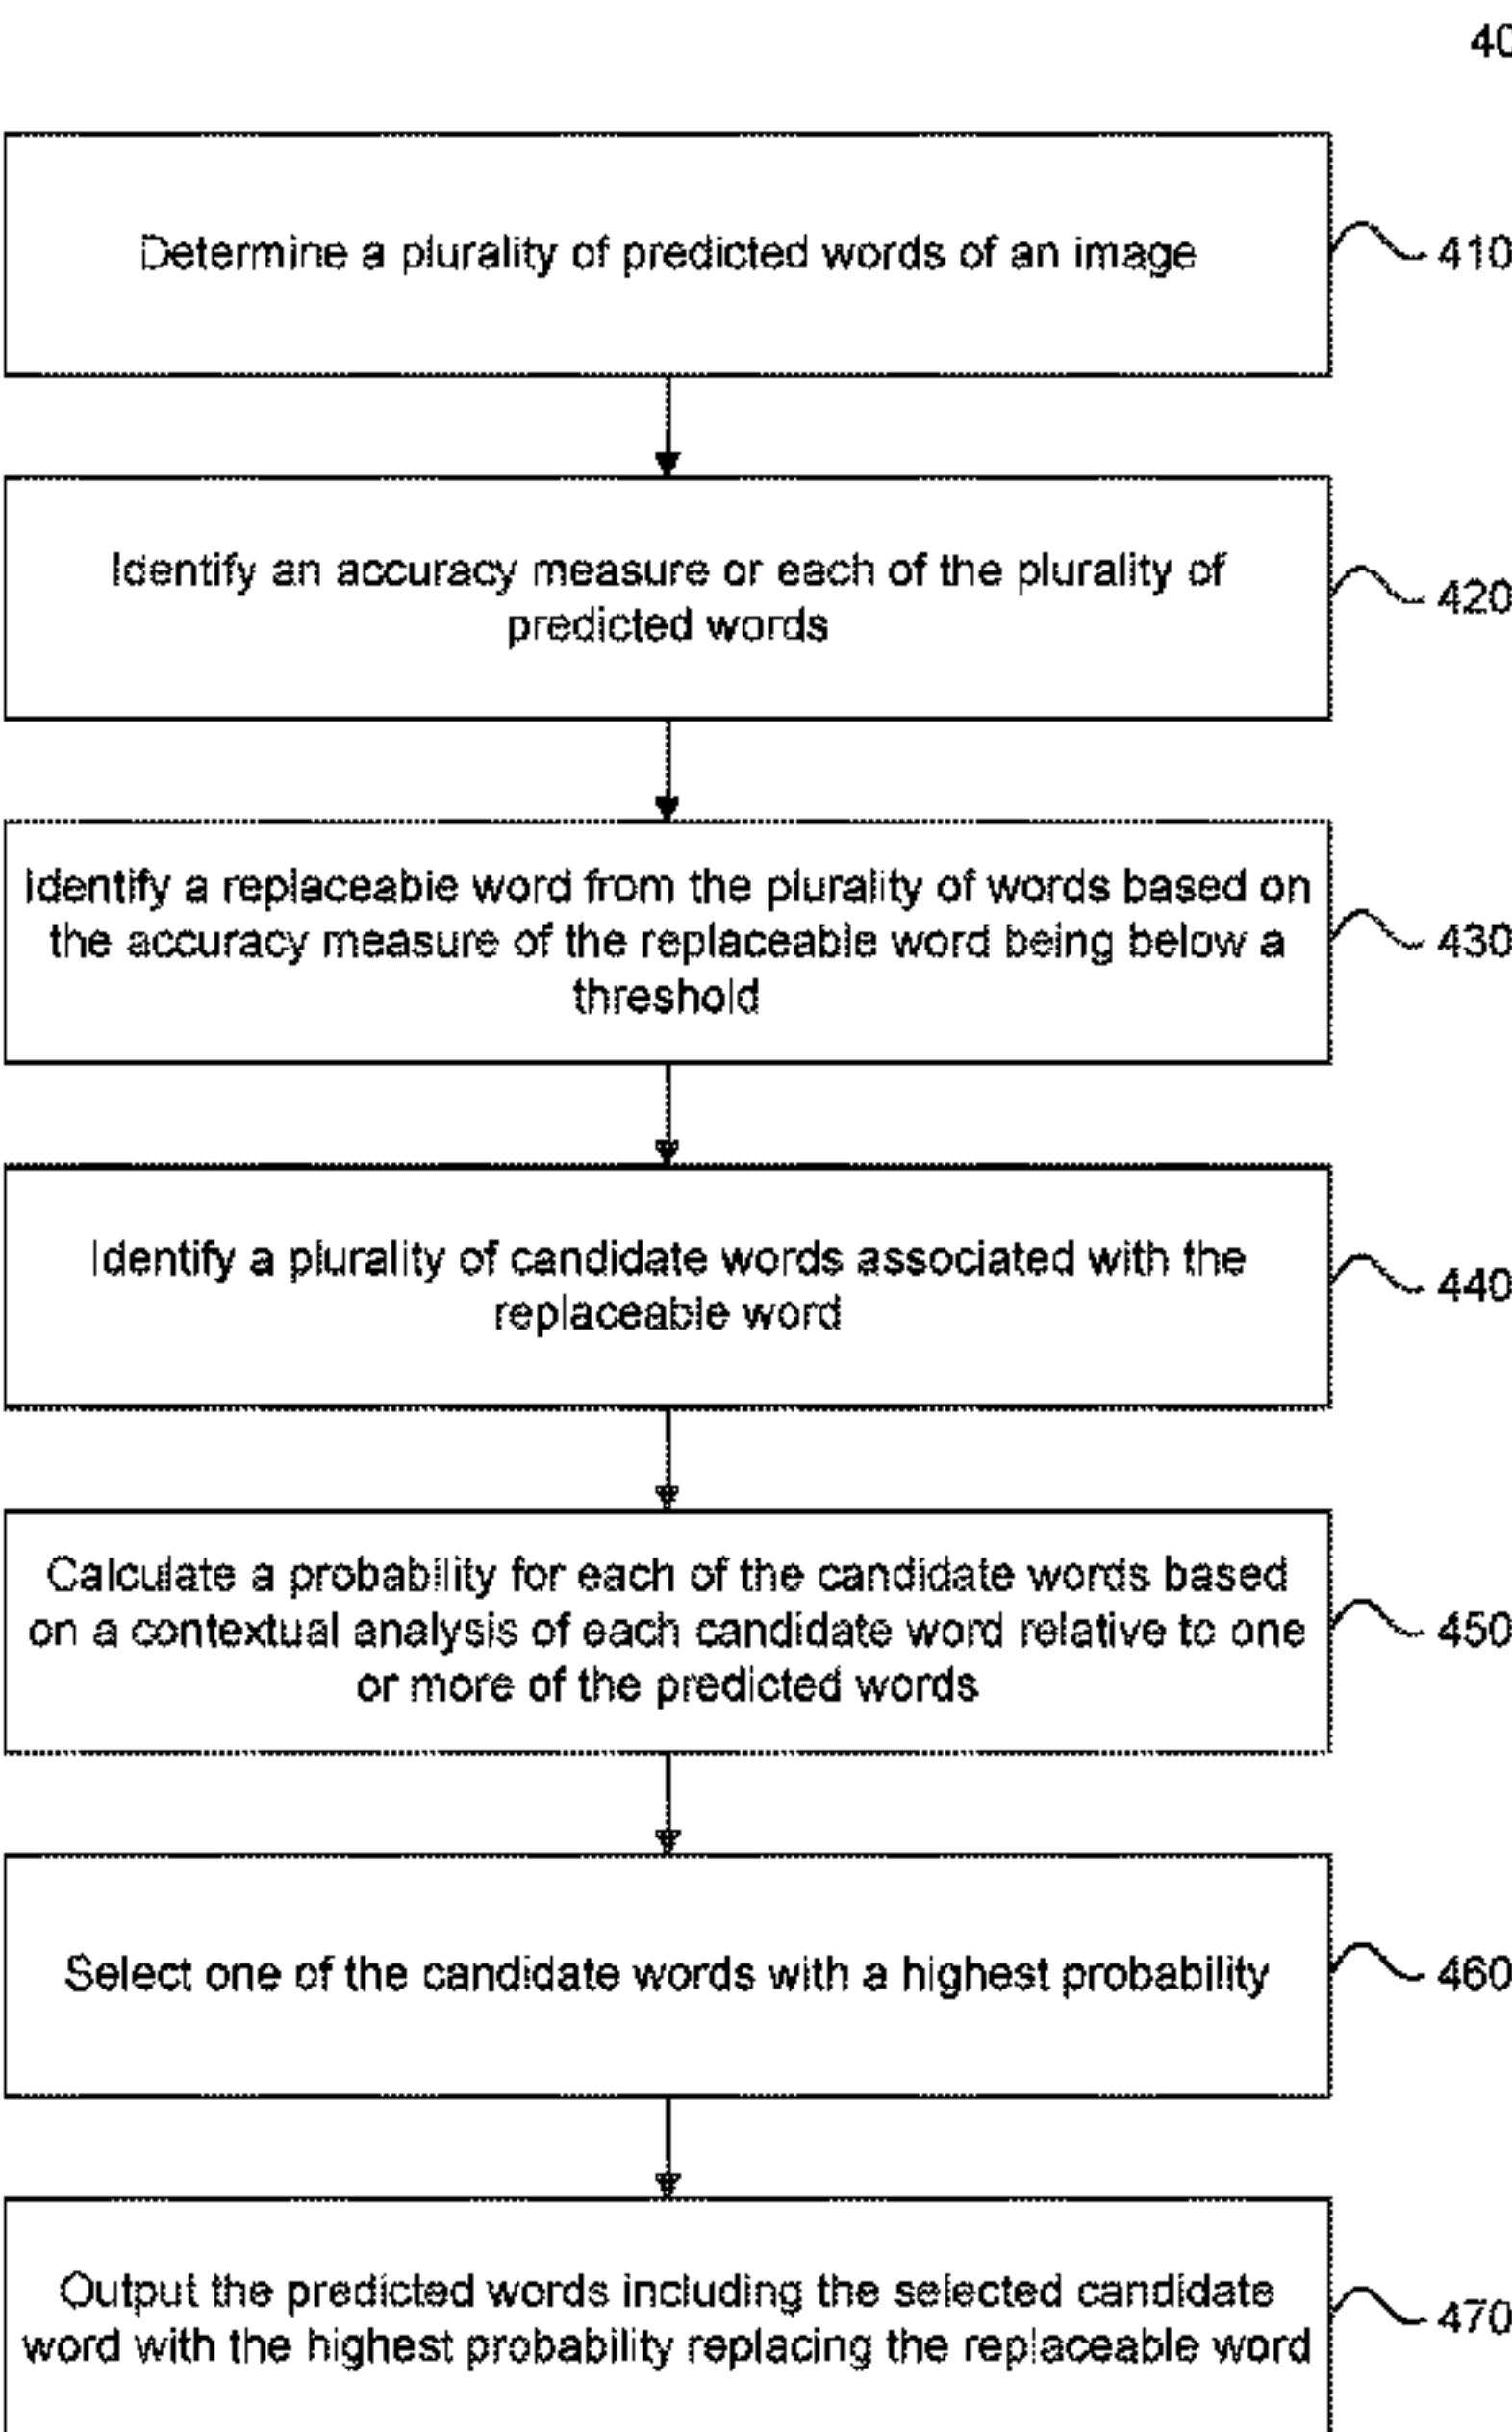 40
Determine a plurality of predicted words of an image
410
Identify an accuracy measure or each of the plurality of
predicted words
420
Identify a replaceable word from the plurality of words based on
the accuracy measure of the replaceable word being below a
threshold
430
Identify a plurality of candidate words associated with the
replaceable word
440
Calculate a probability for each of the candidate words based
on a contextual analysis of each candidate word relative to one
or more of the predicted words
450
Select one of the candidate words with a highest probability
460
Output the predicted words including the selected candidate
word with the highest probability replacing the replaceable word
470